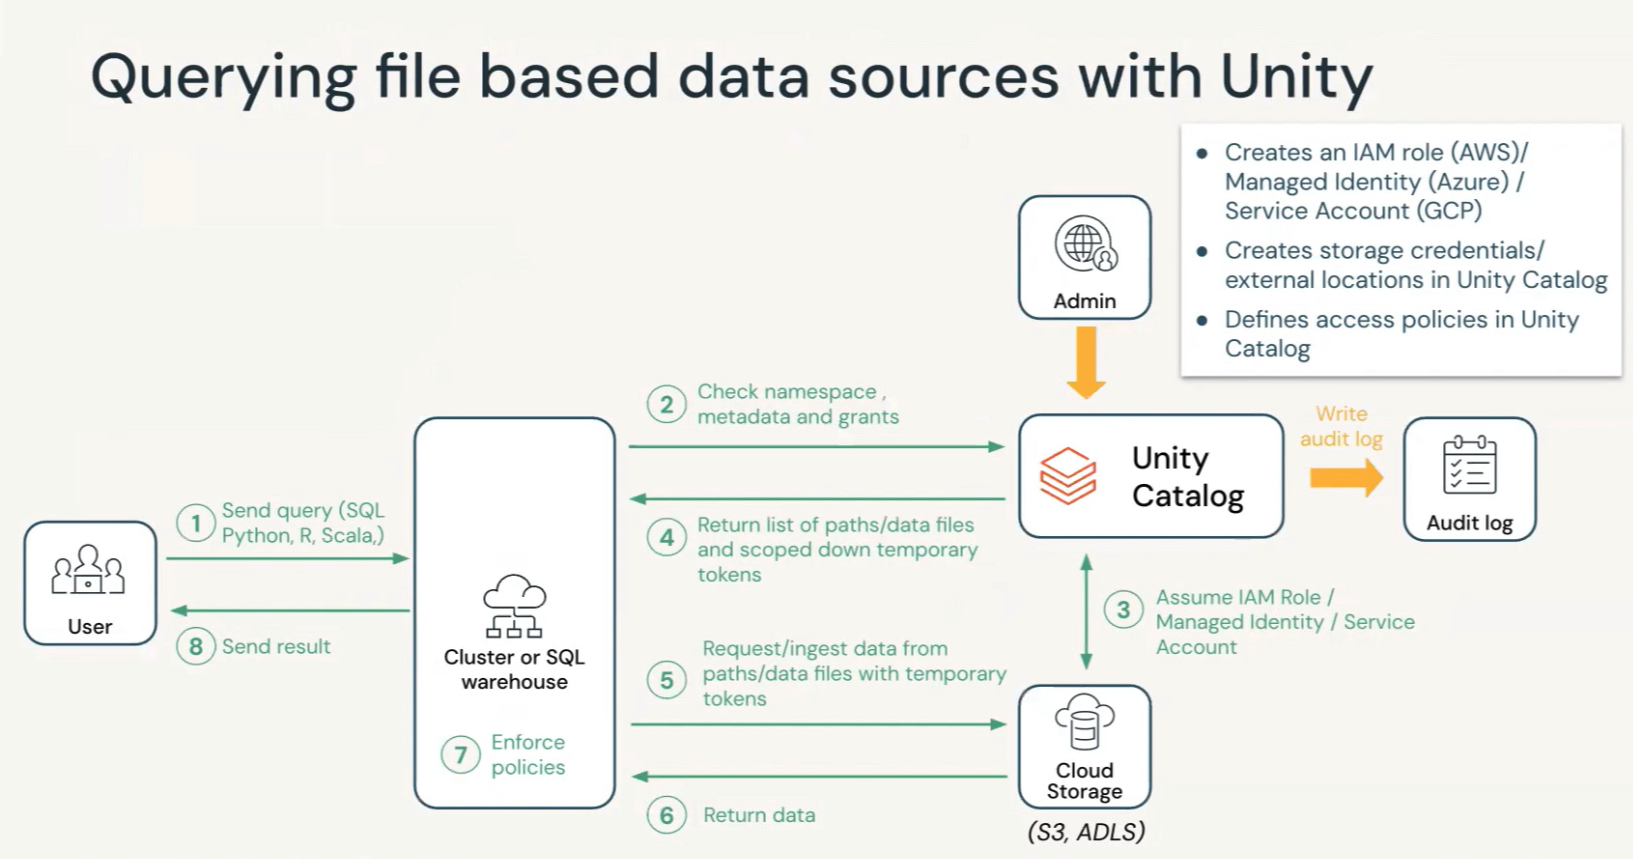 Querying file based data sources with Unity
● Creates an IAM role (AWS)/
Managed Identity (Azure) /
Service Account (GCP)
● Creates storage credentials/
external locations in Unity Catalog
● Defines access policies in Unity
Catalog
Admin
2
Check namespace ,
metadata and grants
Write
audit log
Unity
Catalog
Audit log
1
Send query (SQL
Python, R, Scala,)
4
Return list of paths/data files
and scoped down temporary
tokens
User
8
Send result
3
Assume IAM Role /
Managed Identity / Service
Account
Cluster or SQL
warehouse
5
Request/ingest data from
paths/data files with temporary
tokens
7
Enforce
policies
Cloud
Storage
6
Return data
(S3, ADLS)